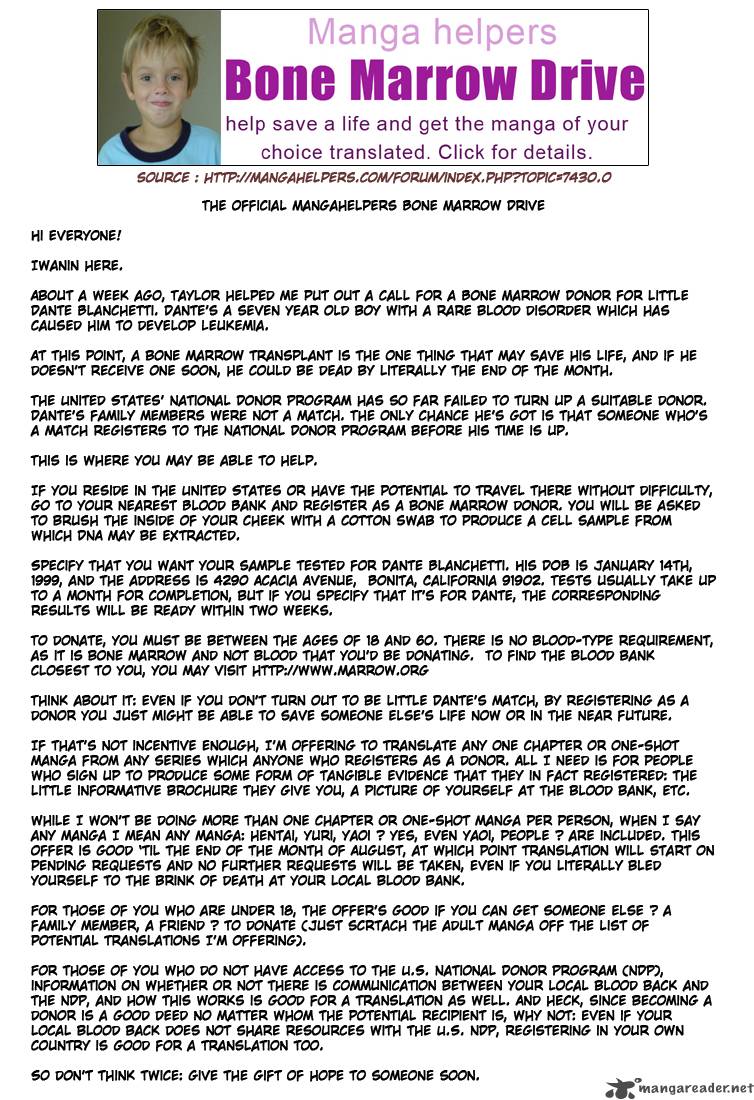 Manga helpers
Bone Marrow Drive
help save a life and get the manga of your
choice translated. Click for details.
SOURCE : HTTP://MANGAHELPERS.COM/FORUM/INDEX.PHP?TOPIC=7430.0
THE OFFICIAL MANGAHELPERS BONE MARROW DRIVE
HI EVERYONE!
IWANIN HERE.
ABOUT A WEEK AGO, TAYLOR HELPED ME PUT OUT A CALL FOR A BONE MARROW DONOR FOR LITTLE
DANTE BLANCHETTI. DANTE'S A SEVEN YEAR OLD BOY WITH A RARE BLOOD DISORDER WHICH HAS
CAUSED HIM TO DEVELOP LEUKEMIA.
AT THIS POINT, A BONE MARROW TRANSPLANT IS THE ONE THING THAT MAY SAVE HIS LIFE, AND IF HE
DOESN'T RECEIVE ONE SOON, HE COULD BE DEAD BY LITERALLY THE END OF THE MONTH.
THE UNITED STATES' NATIONAL DONOR PROGRAM HAS SO FAR FAILED TO TURN UP A SUITABLE DONOR.
DANTE'S FAMILY MEMBERS WERE NOT A MATCH. THE ONLY CHANCE HE'S GOT IS THAT SOMEONE WHO'S
A MATCH REGISTERS TO THE NATIONAL DONOR PROGRAM BEFORE HIS TIME IS UP.
THIS IS WHERE YOU MAY BE ABLE TO HELP.
IF YOU RESIDE IN THE UNITED STATES OR HAVE THE POTENTIAL TO TRAVEL THERE WITHOUT DIFFICULTY,
GO TO YOUR NEAREST BLOOD BANK AND REGISTER AS A BONE MARROW DONOR. YOU WILL BE ASKED
TO BRUSH THE INSIDE OF YOUR CHEEK WITH A COTTON SWAB TO PRODUCE A CELL SAMPLE FROM
WHICH DNA MAY BE EXTRACTED.
SPECIFY THAT YOU WANT YOUR SAMPLE TESTED FOR DANTE BLANCHETTI. HIS DOB IS JANUARY 14TH,
1999, AND THE ADDRESS IS 4290 ACACIA AVENUE,  BONITA, CALIFORNIA 91902. TESTS USUALLY TAKE UP
TO A MONTH FOR COMPLETION, BUT IF YOU SPECIFY THAT IT'S FOR DANTE, THE CORRESPONDING
RESULTS WILL BE READY WITHIN TWO WEEKS.
TO DONATE, YOU MUST BE BETWEEN THE AGES OF 18 AND 60. THERE IS NO BLOOD-TYPE REQUIREMENT,
AS IT IS BONE MARROW AND NOT BLOOD THAT YOU'D BE DONATING.  TO FIND THE BLOOD BANK
CLOSEST TO YOU, YOU MAY VISIT HTTP://WWW.MARROW.ORG
THINK ABOUT IT: EVEN IF YOU DON'T TURN OUT TO BE LITTLE DANTE'S MATCH, BY REGISTERING AS A
DONOR YOU JUST MIGHT BE ABLE TO SAVE SOMEONE ELSE'S LIFE NOW OR IN THE NEAR FUTURE.
IF THAT'S NOT INCENTIVE ENOUGH, I'M OFFERING TO TRANSLATE ANY ONE CHAPTER OR ONE-SHOT
MANGA FROM ANY SERIES WHICH ANYONE WHO REGISTERS AS A DONOR. ALL I NEED IS FOR PEOPLE
WHO SIGN UP TO PRODUCE SOME FORM OF TANGIBLE EVIDENCE THAT THEY IN FACT REGISTERED: THE
LITTLE INFORMATIVE BROCHURE THEY GIVE YOU, A PICTURE OF YOURSELF AT THE BLOOD BANK, ETC.
WHILE I WON'T BE DOING MORE THAN ONE CHAPTER OR ONE-SHOT MANGA PER PERSON, WHEN I SAY
ANY MANGA I MEAN ANY MANGA: HENTAI, YURI, YAOI ? YES, EVEN YAOI, PEOPLE ? ARE INCLUDED. THIS
OFFER IS GOOD 'TIL THE END OF THE MONTH OF AUGUST, AT WHICH POINT TRANSLATION WILL START ON
PENDING REQUESTS AND NO FURTHER REQUESTS WILL BE TAKEN, EVEN IF YOU LITERALLY BLED
YOURSELF TO THE BRINK OF DEATH AT YOUR LOCAL BLOOD BANK.
FOR THOSE OF YOU WHO ARE UNDER 18, THE OFFER'S GOOD IF YOU CAN GET SOMEONE ELSE ? A
FAMILY MEMBER, A FRIEND ? TO DONATE (JUST SCRTACH THE ADULT MANGA OFF THE LIST OF
POTENTIAL TRANSLATIONS I'M OFFERING).
FOR THOSE OF YOU WHO DO NOT HAVE ACCESS TO THE U.S. NATIONAL DONOR PROGRAM (NDP),
INFORMATION ON WHETHER OR NOT THERE IS COMMUNICATION BETWEEN YOUR LOCAL BLOOD BACK AND
THE NDP, AND HOW THIS WORKS IS GOOD FOR A TRANSLATION AS WELL. AND HECK, SINCE BECOMING A
DONOR IS A GOOD DEED NO MATTER WHOM THE POTENTIAL RECIPIENT IS, WHY NOT: EVEN IF YOUR
LOCAL BLOOD BACK DOES NOT SHARE RESOURCES WITH THE U.S. NDP, REGISTERING IN YOUR OWN
COUNTRY IS GOOD FOR A TRANSLATION TOO.
SO DON'T THINK TWICE: GIVE THE GIFT OF HOPE TO SOMEONE SOON.
mangareader.net